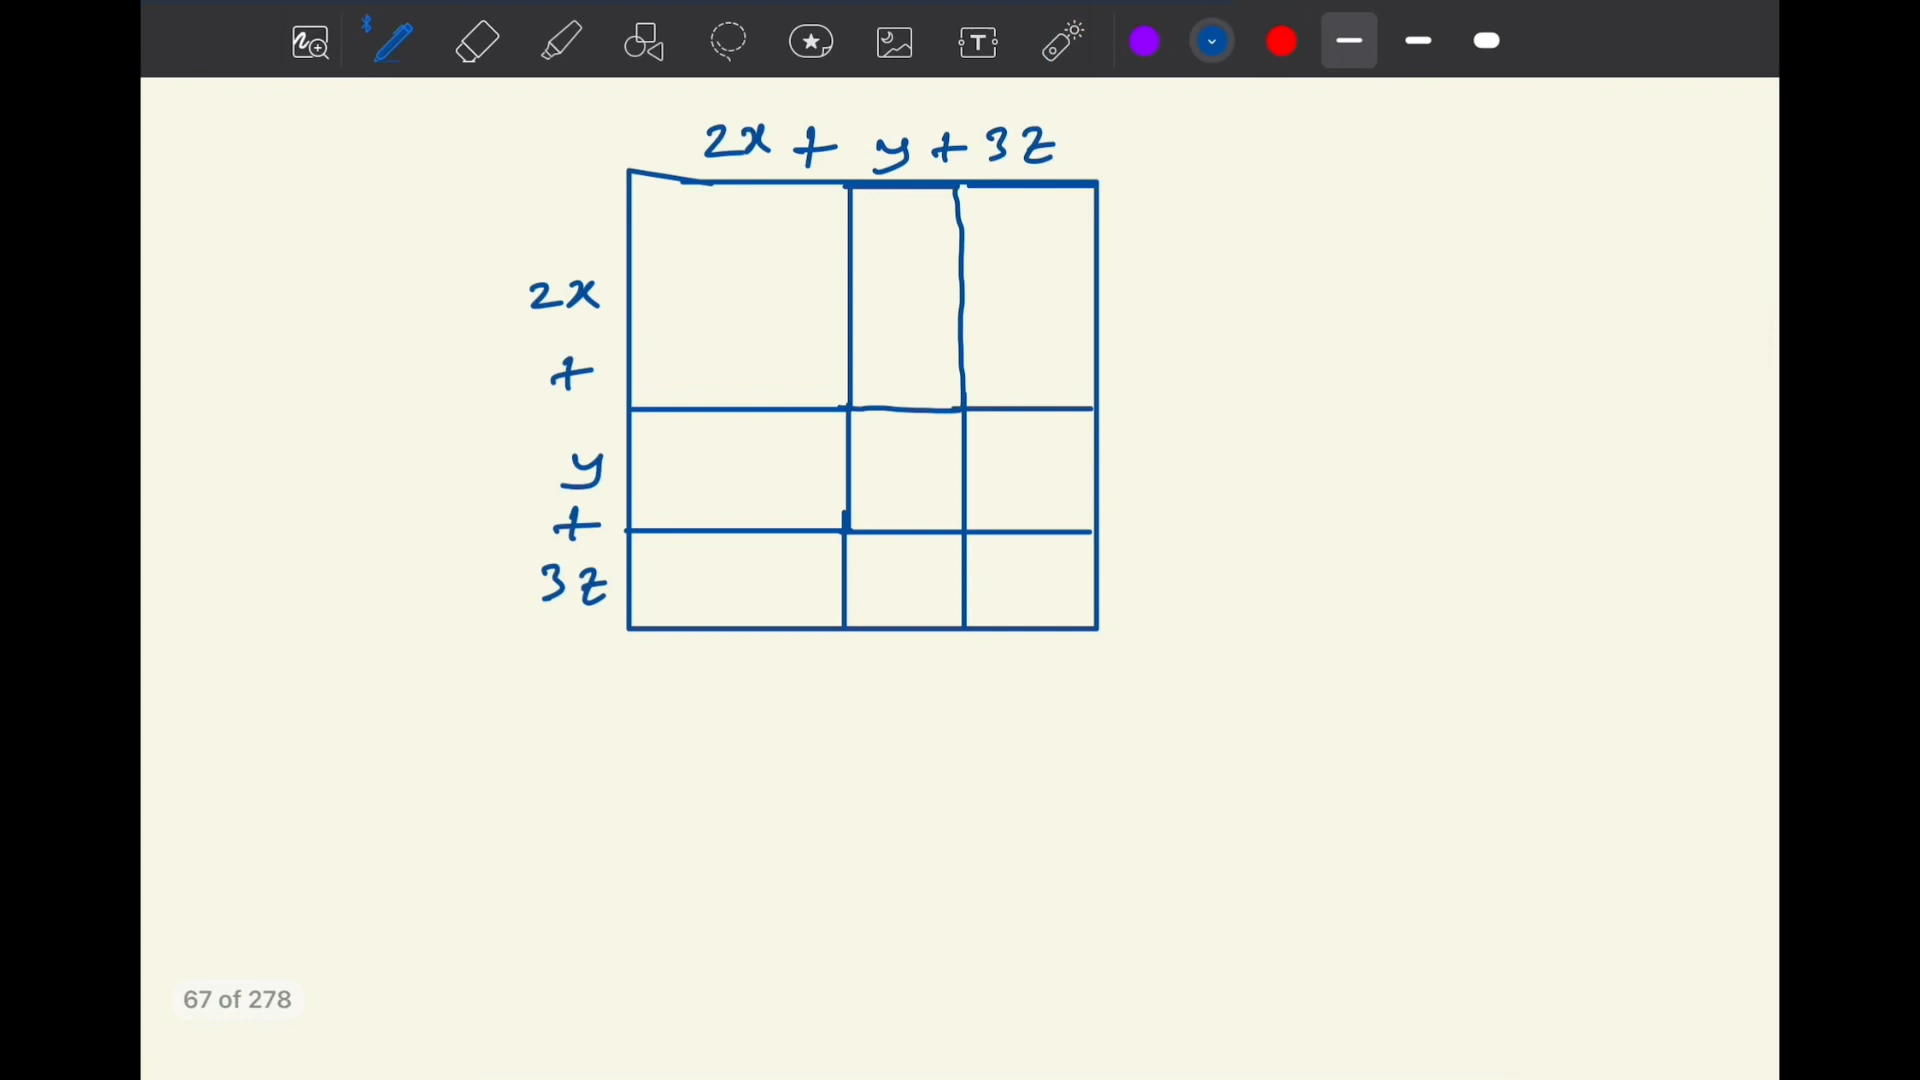 2x + y + 3z
2x
+
y
+
3z
67 of 278